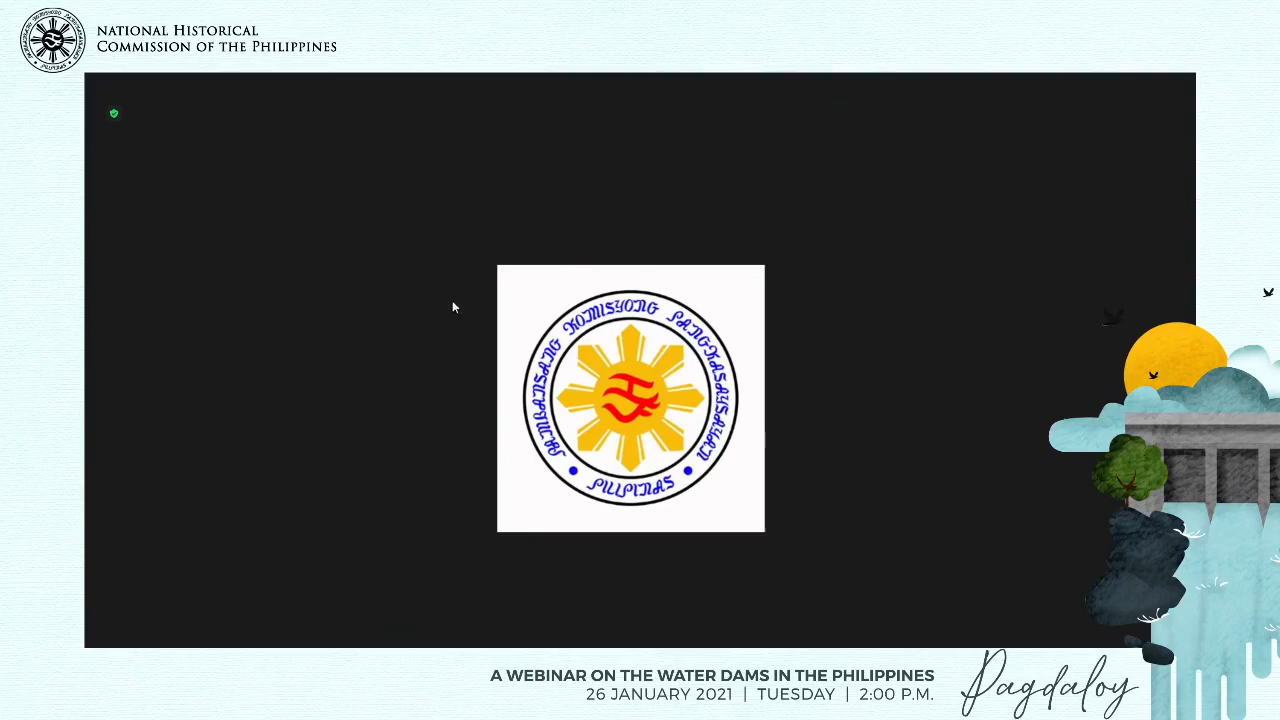 NATIONAL HISTORICAL
COMMISSION OF THE PHILIPPINES
PAMBANSANG KOMISYONG PANGKASAYSAYAN
PILIPINAS
A WEBINAR ON THE WATER DAMS IN THE PHILIPPINES
26 JANUARY 2021 | TUESDAY | 2:00 P.M.
Pagdaloy